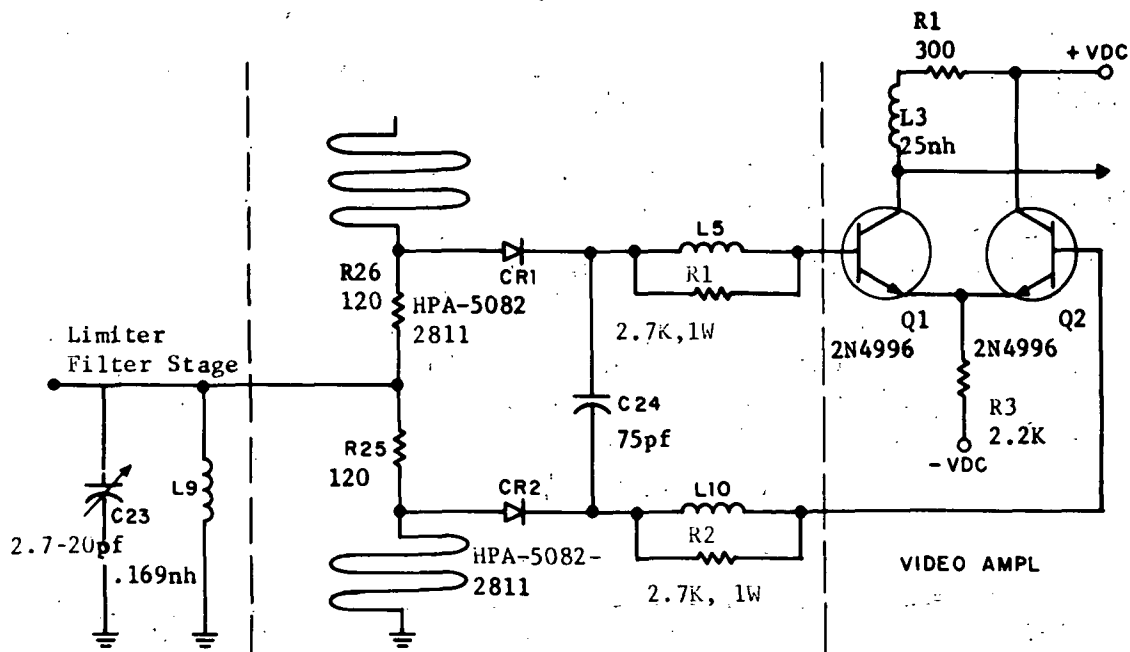 R1
300
+ VDC
L3
25nh
L5
R1
2.7K,1W
CR1
R26
120
HPA-5082
2811
Q1
Q2
2N4996
2N4996
Limiter
Filter Stage
C24
75pf
R3
2.2K
- VDC
R25
120
L9
C23
2.7-20pf
.169nh
CR2
L10
R2
2.7K, 1W
HPA-5082-
2811
VIDEO AMPL